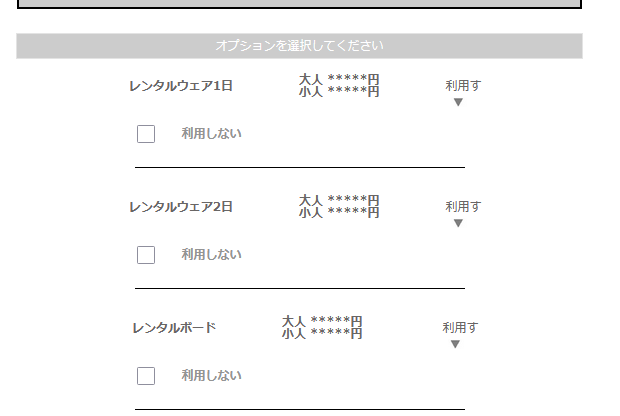 オプションを選択してください
レンタルウェア1日
大人 *****円
小人 *****円
利用す
▼
利用しない
レンタルウェア2日
大人 *****円
小人 *****円
利用す
▼
利用しない
レンタルボード
大人 *****円
小人 *****円
利用す
▼
利用しない